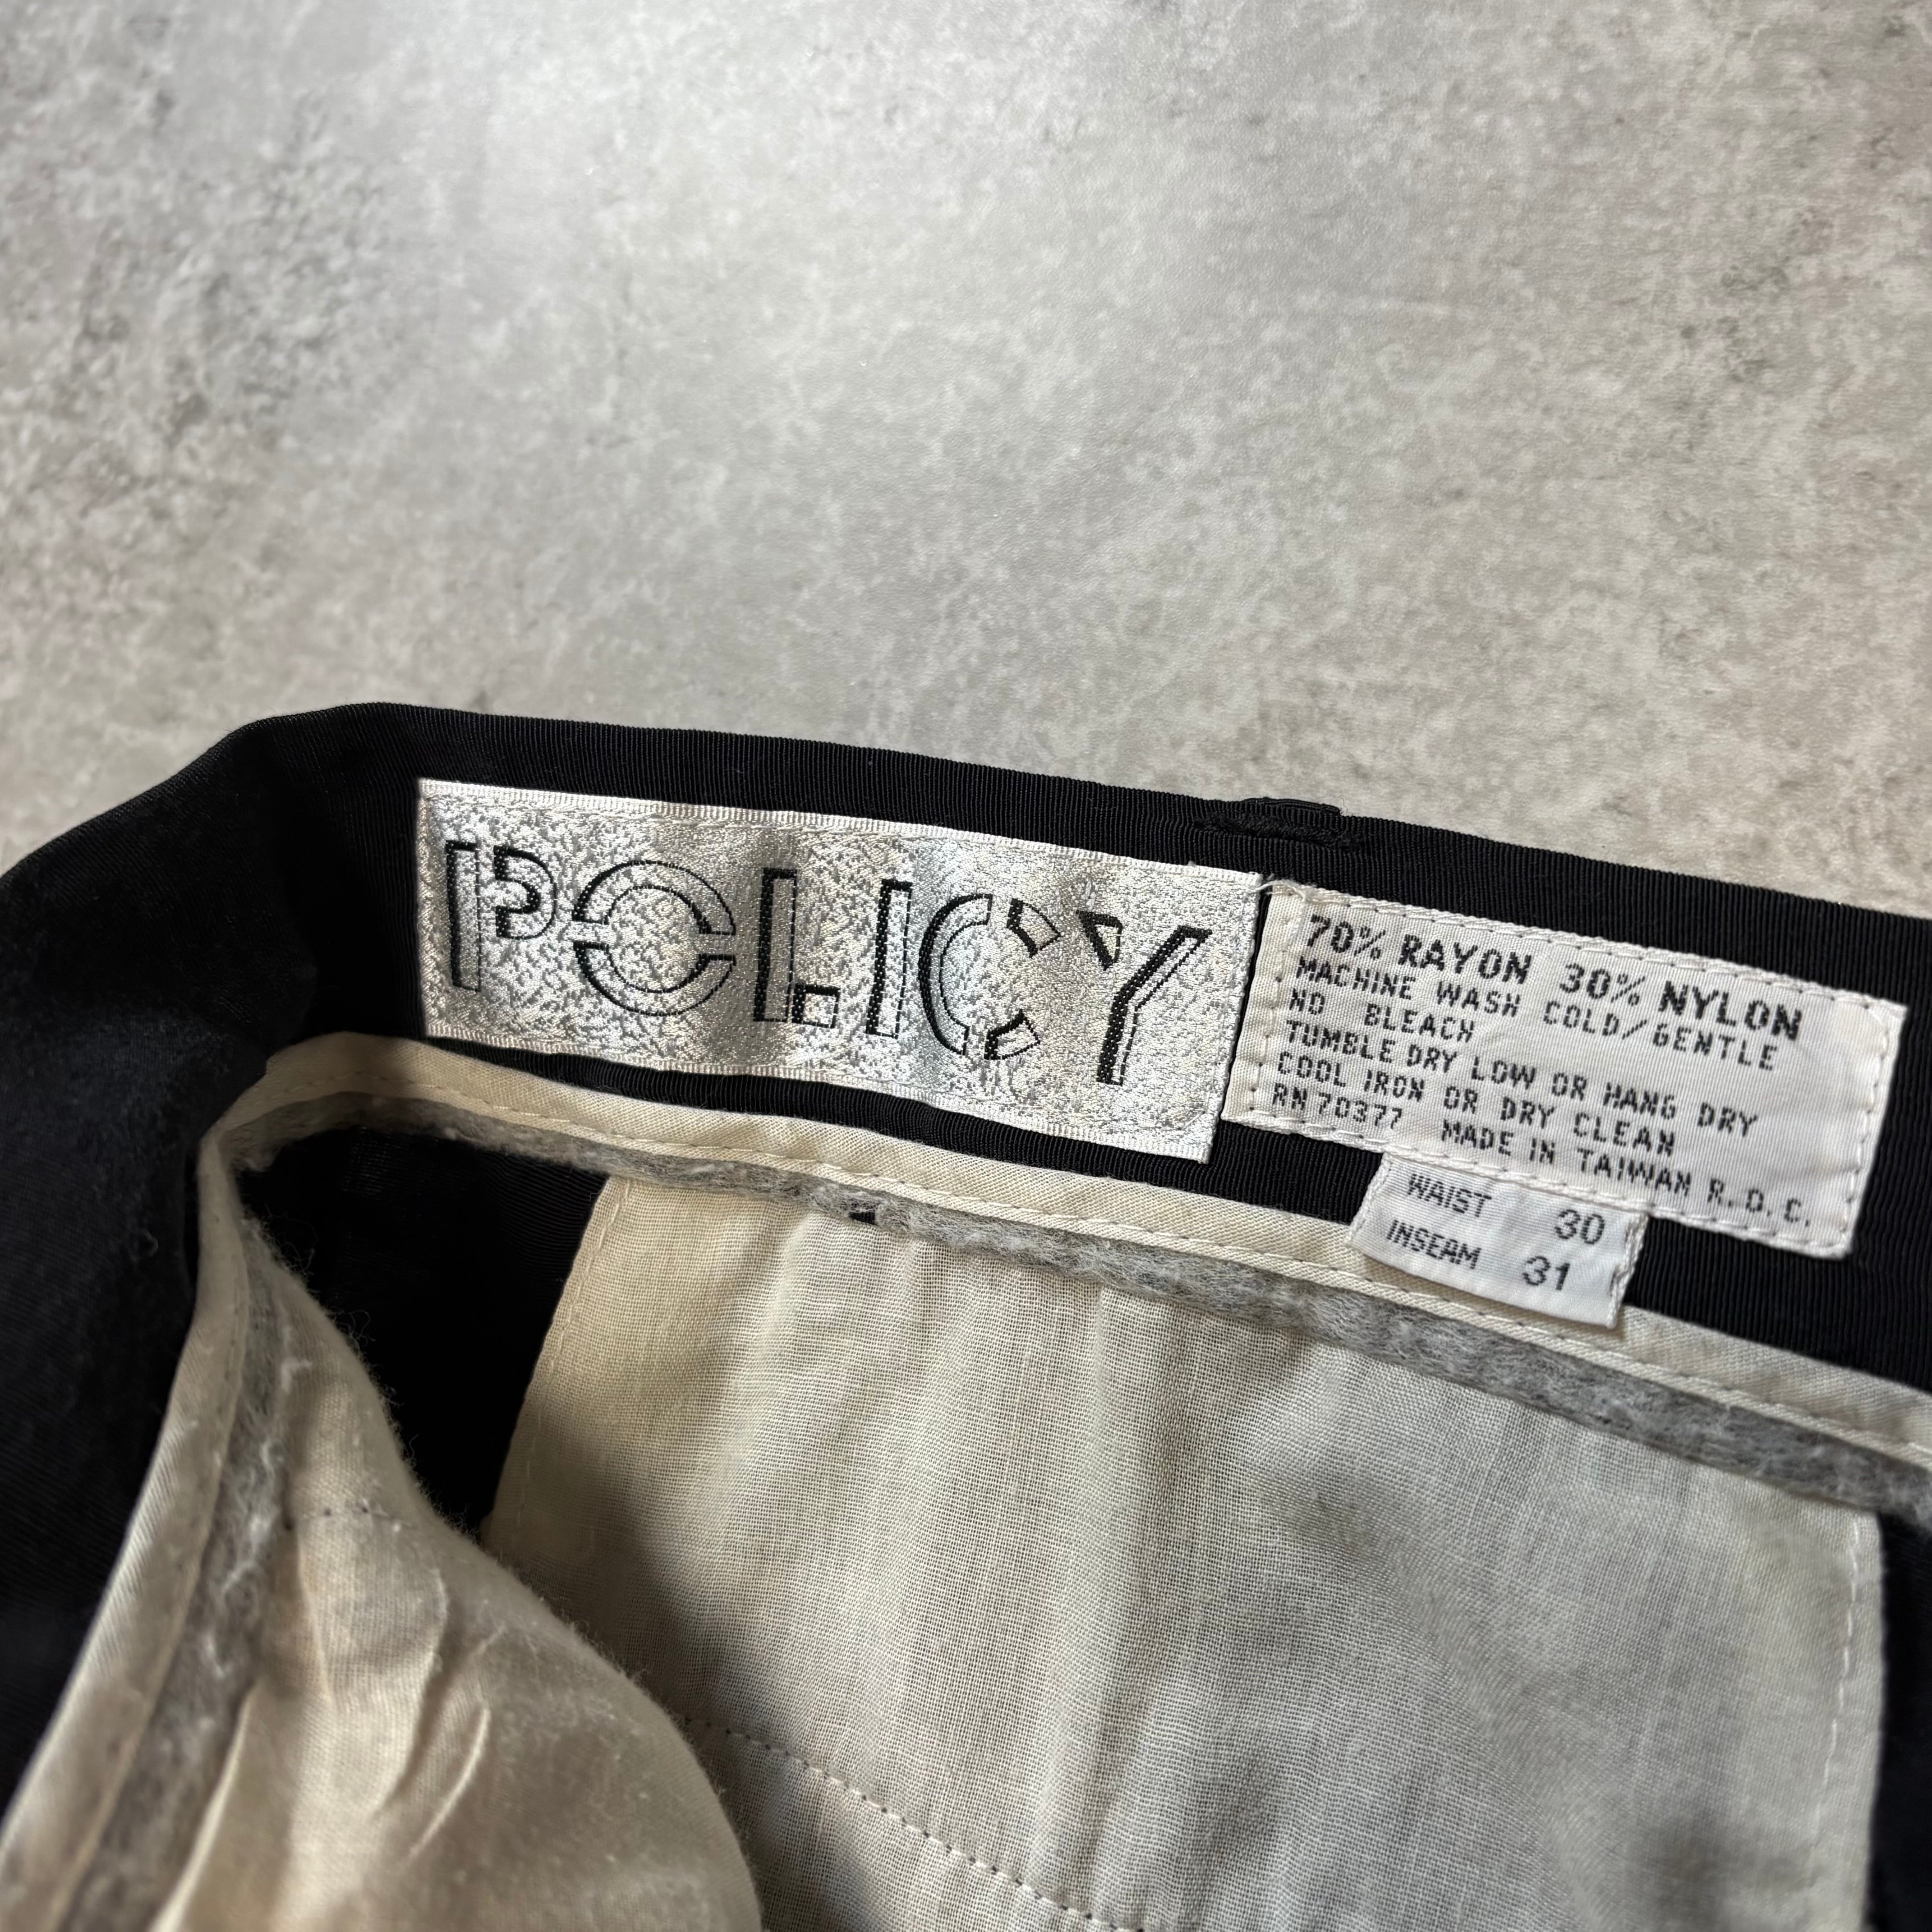 POLICY
70% RAYON 30% NYLON
MACHINE WASH COLD/GENTLE
NO BLEACH
TUMBLE DRY LOW OR HANG DRY
COOL IRON OR DRY CLEAN
RN 70377 MADE IN TAIWAN R.O.C.
WAIST 30
INSEAM 31